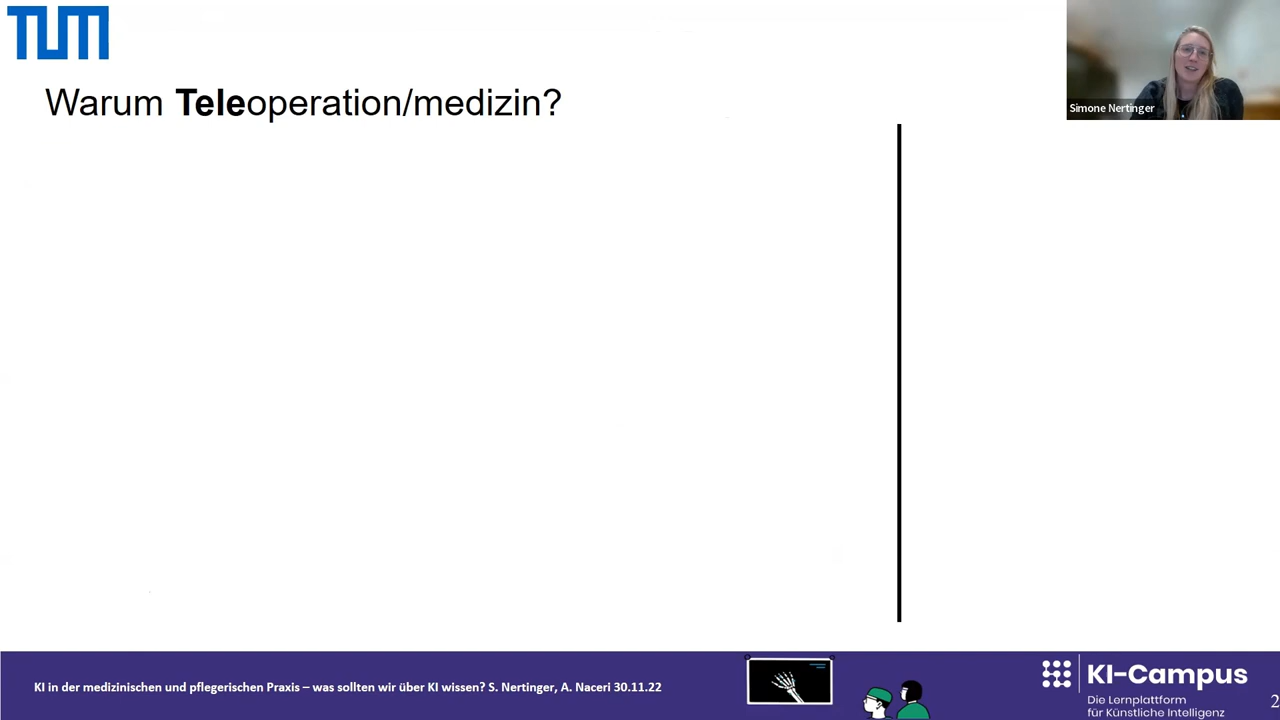 TUM
Simone Nertinger
Warum Teleoperation/medizin?
KI in der medizinischen und pflegerischen Praxis – was sollten wir über KI wissen? S. Nertinger, A. Naceri 30.11.22
KI-Campus
Die Lernplattform
für Künstliche Intelligenz
2